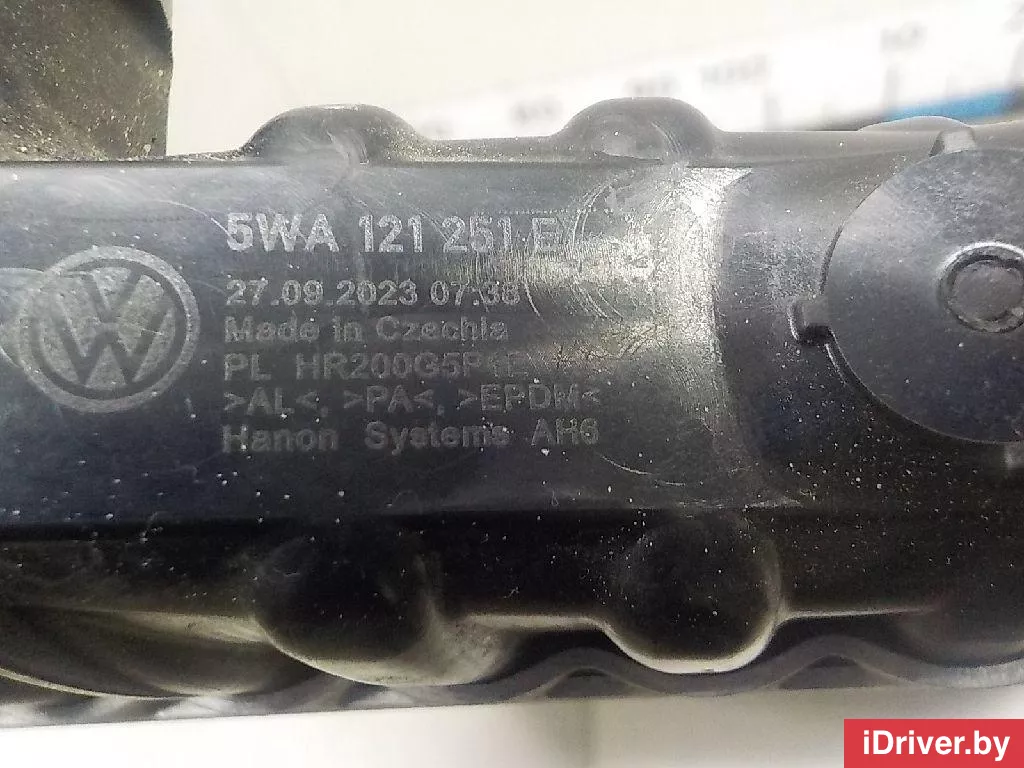 5WA 121 251 E
27.09.2023 07:38
Made in Czechia
PL
>AL<, >PA<, >EPDM<
Hanon Systems AH6
iDriver.by